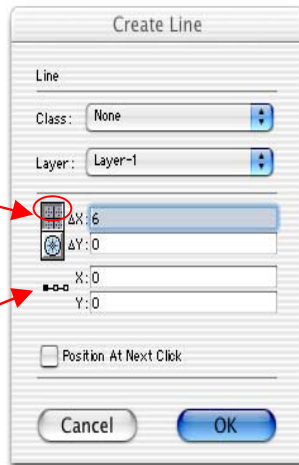 Create Line
Line
Class: None
Layer: Layer-1
ΔX: 6
ΔY: 0
X: 0
Y: 0
Position At Next Click
Cancel OK